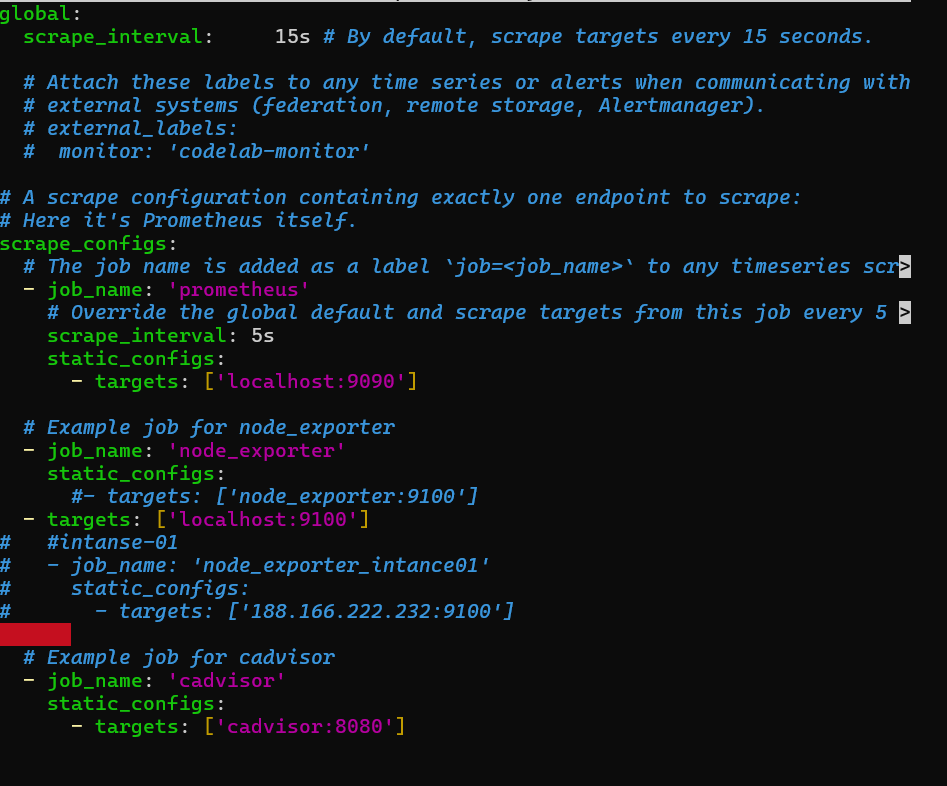 global:
  scrape_interval:     15s # By default, scrape targets every 15 seconds.

  # Attach these labels to any time series or alerts when communicating with
  # external systems (federation, remote storage, Alertmanager).
  # external_labels:
  #  monitor: 'codelab-monitor'

# A scrape configuration containing exactly one endpoint to scrape:
# Here it's Prometheus itself.
scrape_configs:
  # The job name is added as a label `job=<job_name>` to any timeseries scr>
  - job_name: 'prometheus'
    # Override the global default and scrape targets from this job every 5 >
    scrape_interval: 5s
    static_configs:
      - targets: ['localhost:9090']

  # Example job for node_exporter
  - job_name: 'node_exporter'
    static_configs:
      #- targets: ['node_exporter:9100']
  - targets: ['localhost:9100']
#   #intanse-01
#   - job_name: 'node_exporter_intance01'
#     static_configs:
#       - targets: ['188.166.222.232:9100']

  # Example job for cadvisor
  - job_name: 'cadvisor'
    static_configs:
      - targets: ['cadvisor:8080']